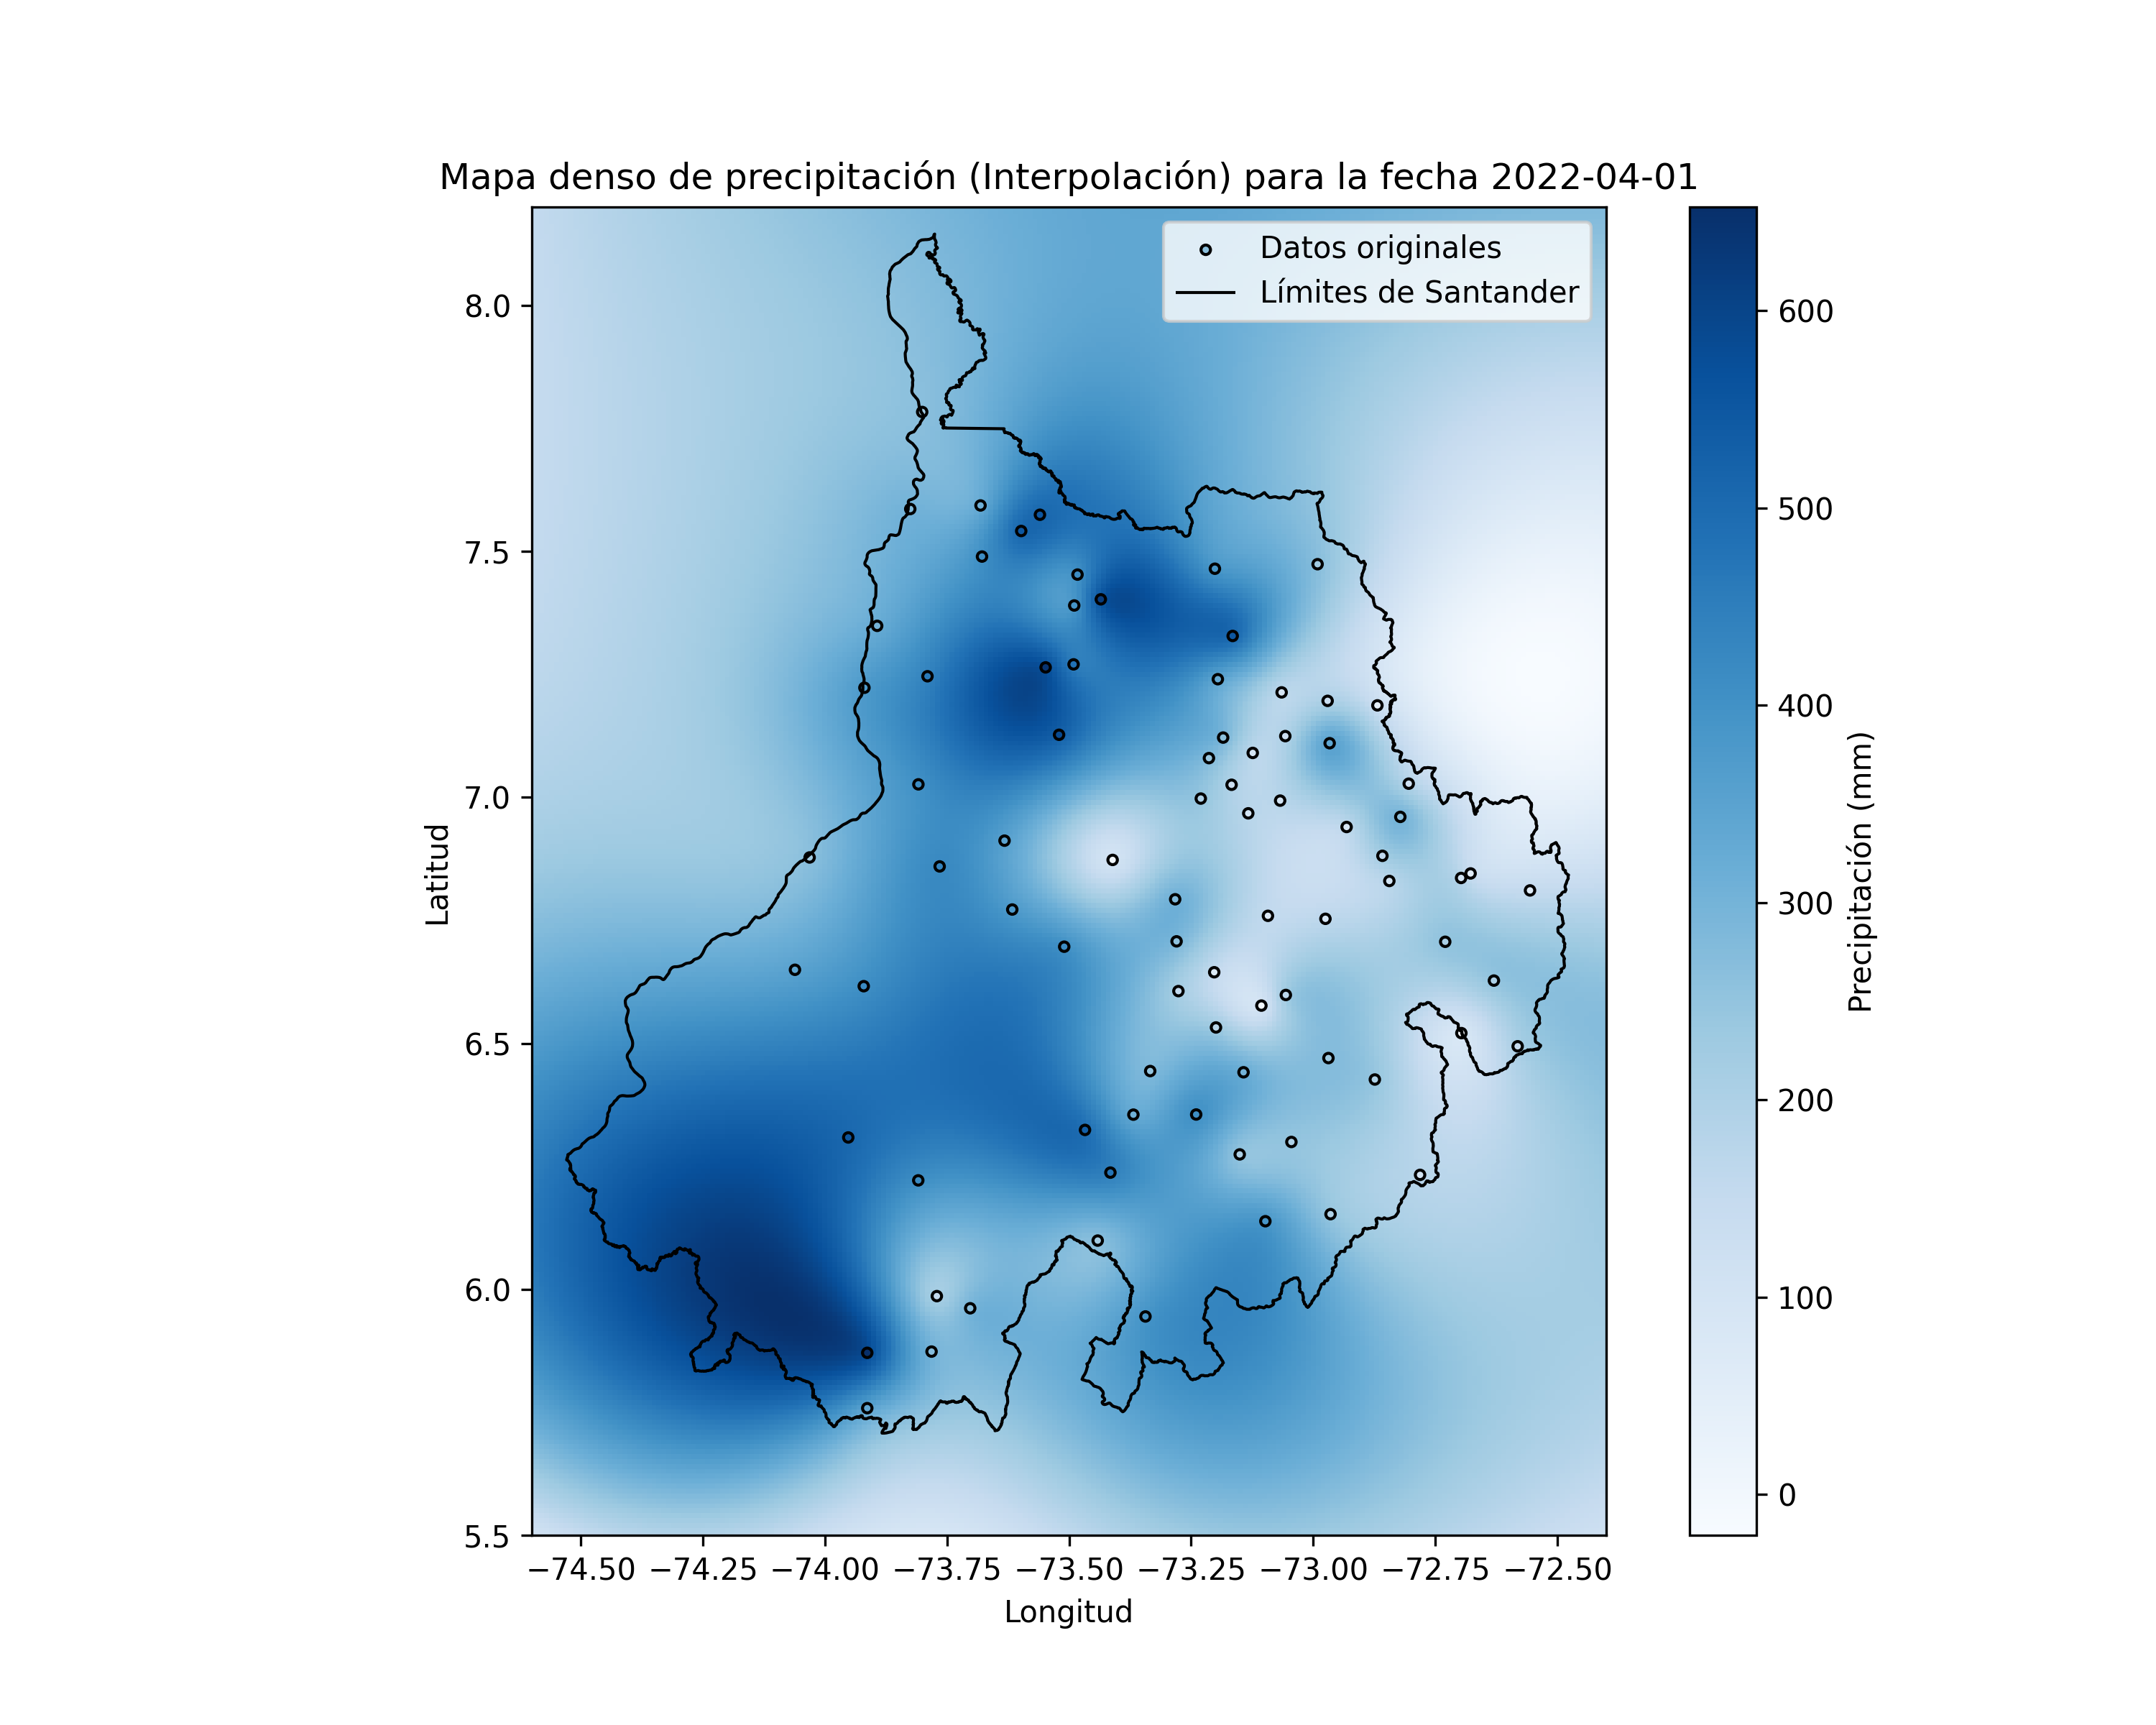 Mapa denso de precipitación (Interpolación) para la fecha 2022-04-01
Datos originales
Límites de Santander
8.0
7.5
7.0
6.5
6.0
5.5
Latitud
−74.50 −74.25 −74.00 −73.75 −73.50 −73.25 −73.00 −72.75 −72.50
Longitud
600
500
400
300
200
100
0
Precipitación (mm)